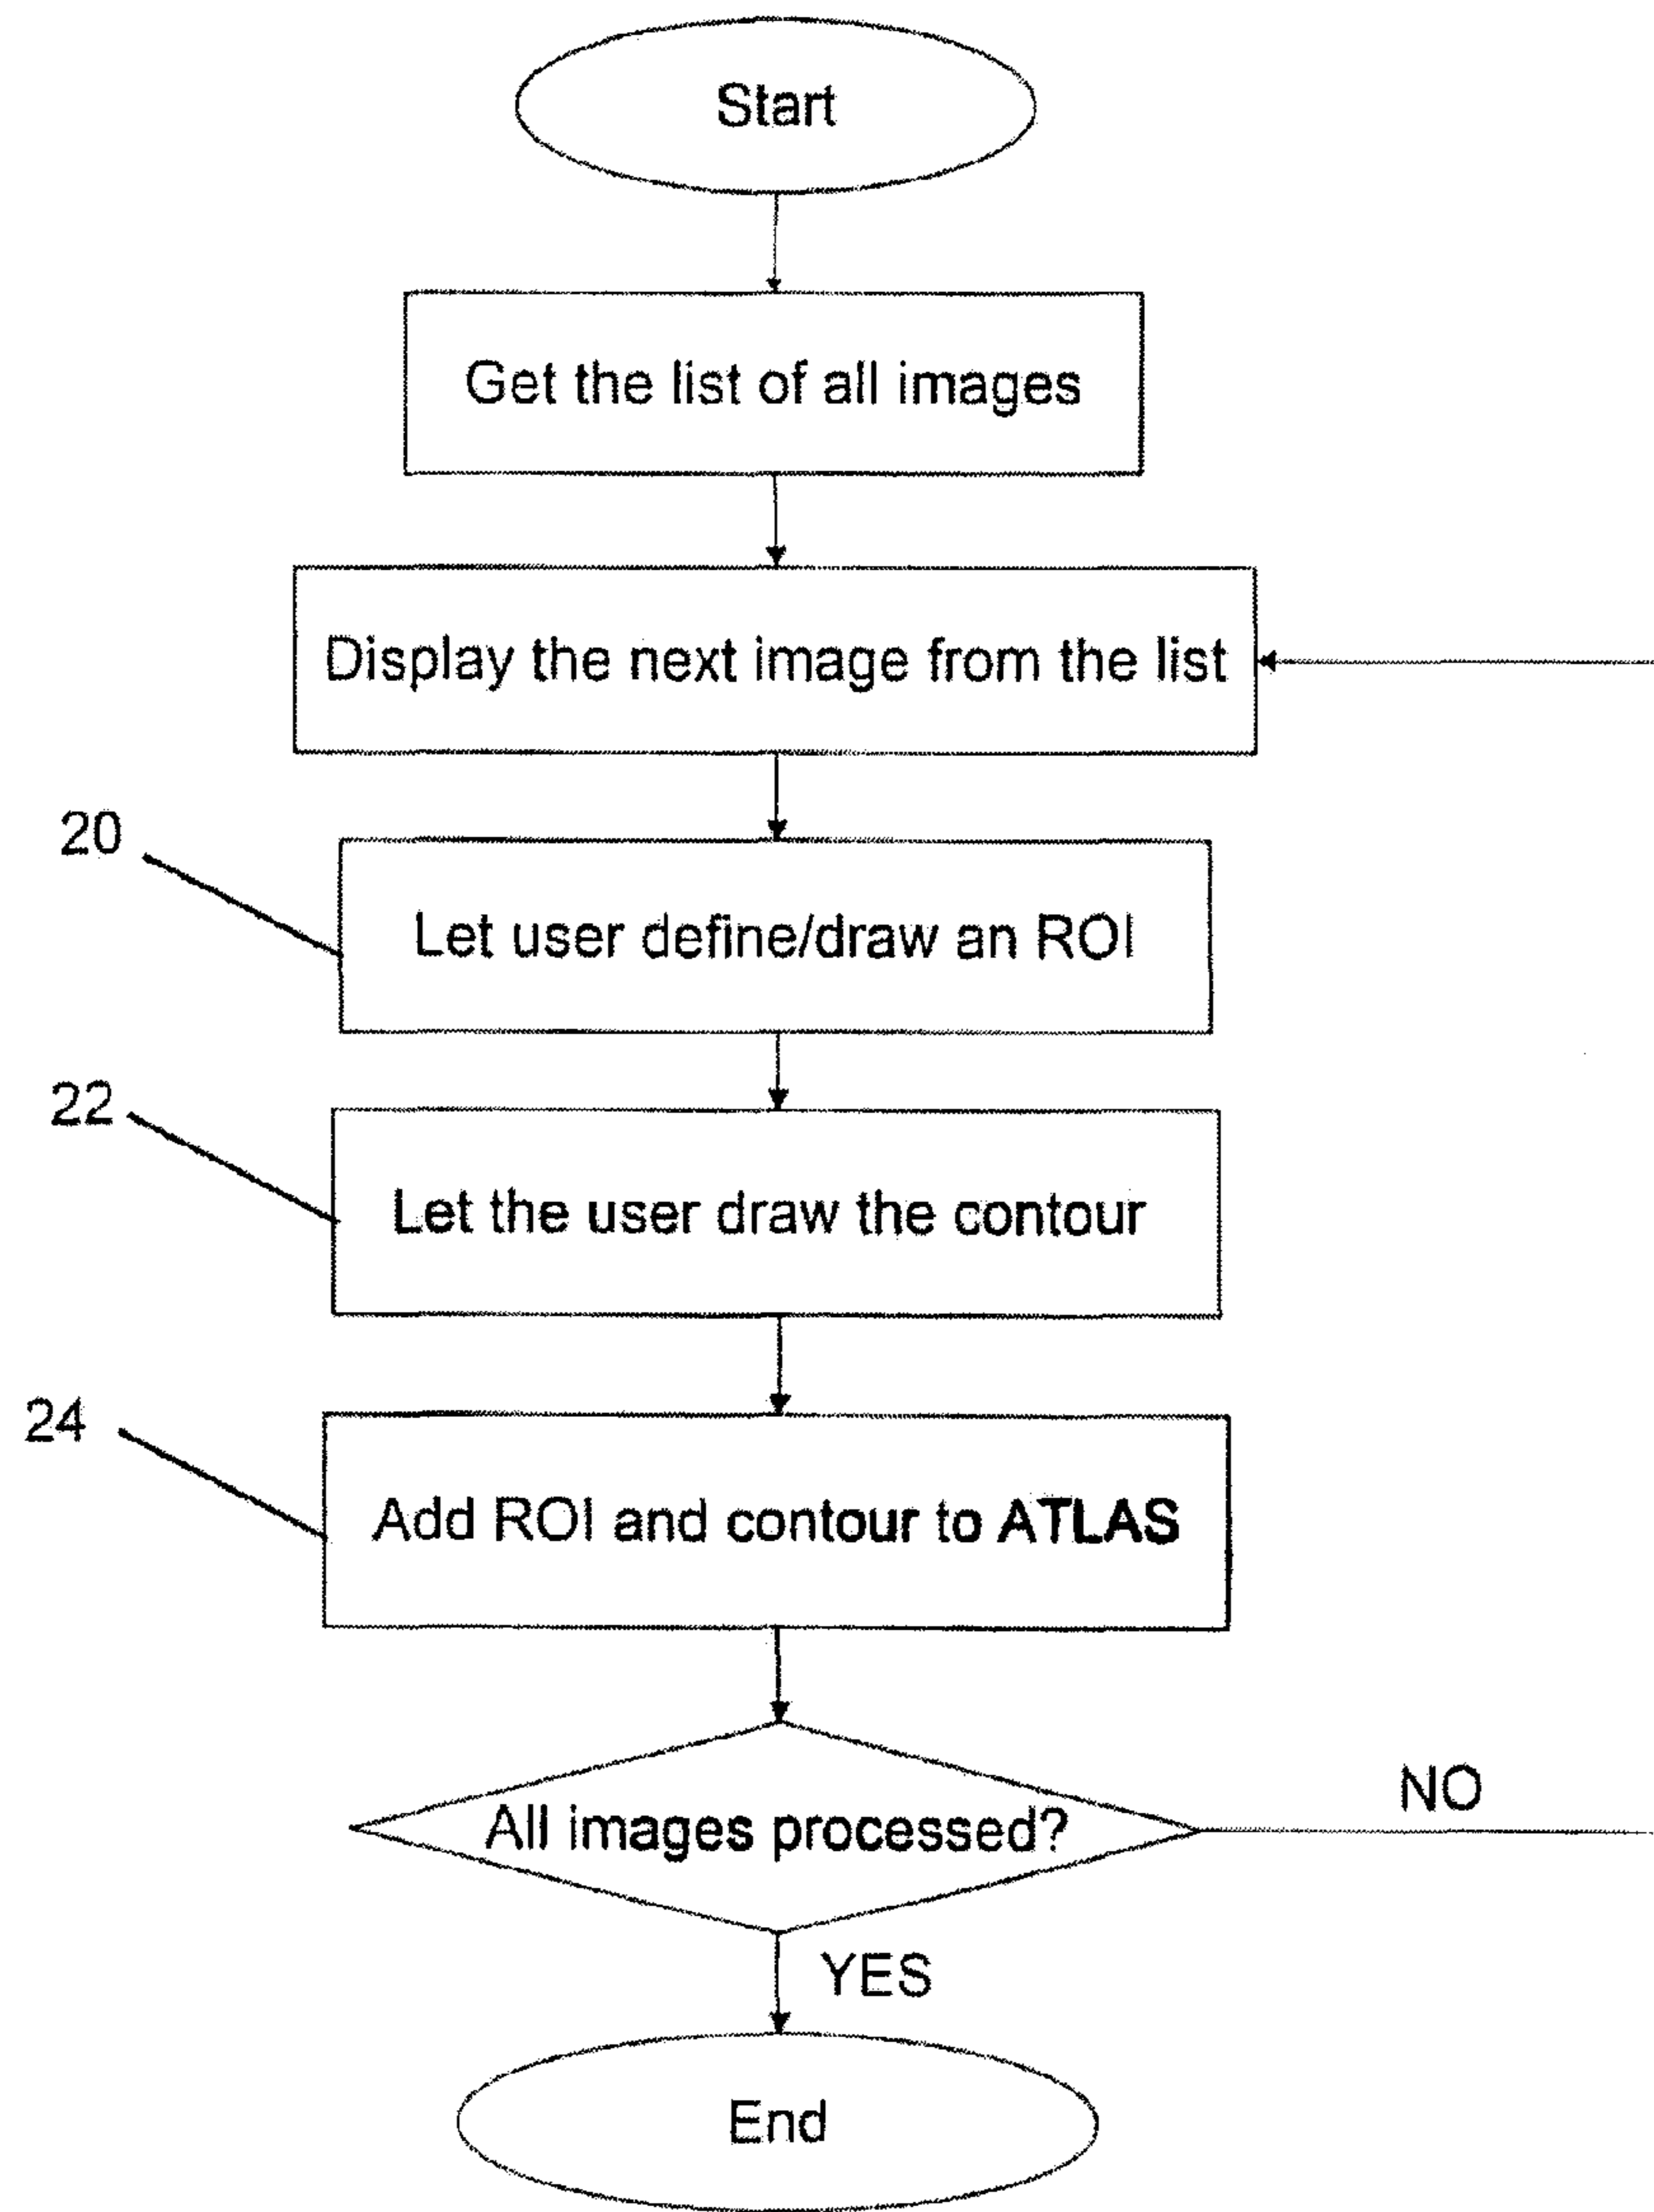 Start
Get the list of all images
Display the next image from the list
20
Let user define/draw an ROI
22
Let the user draw the contour
24
Add ROI and contour to ATLAS
All images processed?
NO
YES
End